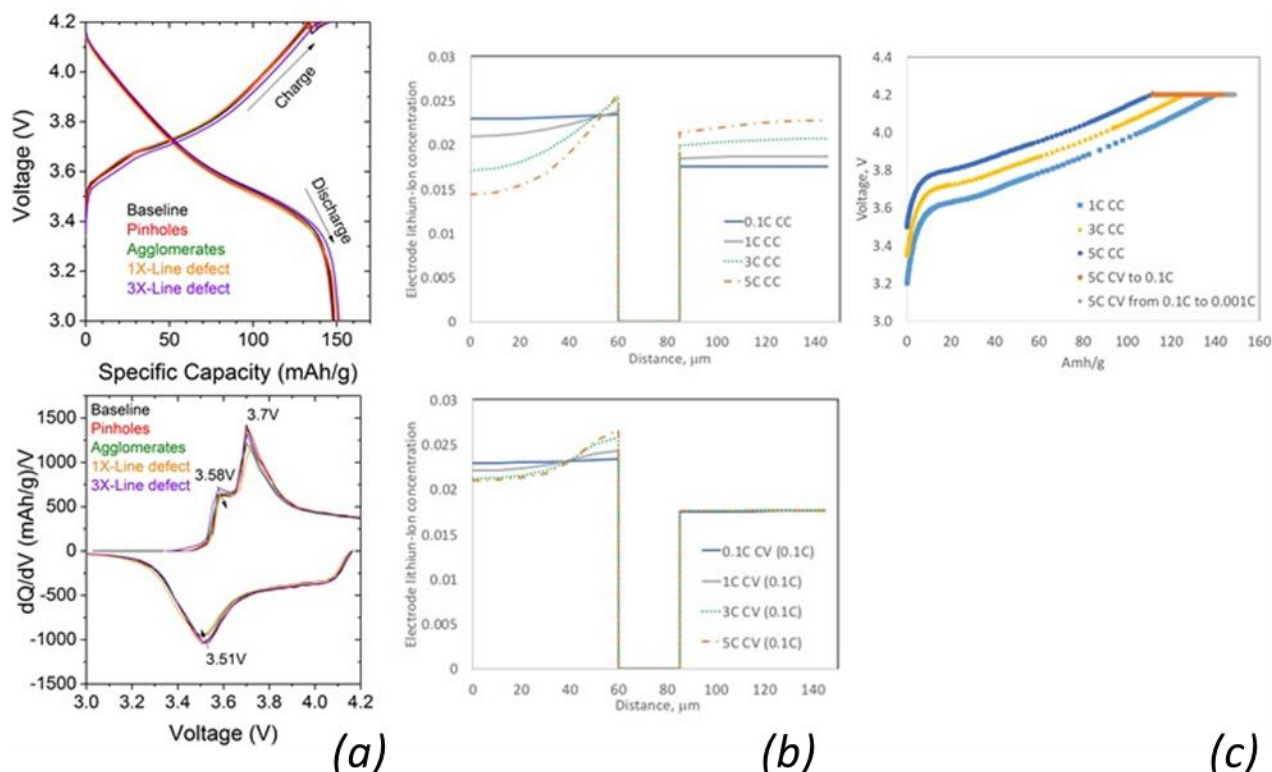 4.2
4.0
3.8
3.6
3.4
3.2
3.0
Voltage (V)
Charge
Discharge
Baseline
Pinholes
Agglomerates
1X-Line defect
3X-Line defect
0 50 100 150
Specific Capacity (mAh/g)
0.03
0.025
0.02
0.015
0.01
0.005
0
Electrode lithiun-Ion concentration
0.1C CC
1C CC
3C CC
5C CC
0 20 40 60 80 100 120 140
Distance, μm
4.4
4.2
4.0
3.8
3.6
3.4
3.2
3.0
Voltage, V
1C CC
3C CC
5C CC
5C CV to 0.1C
5C CV from 0.1C to 0.001C
0 20 40 60 80 100 120 140 160
Amh/g
1500
1000
500
0
-500
-1000
-1500
dQ/dV (mAh/g)/V
Baseline
Pinholes
Agglomerates
1X-Line defect
3X-Line defect
3.7V
3.58V
3.51V
3.0 3.2 3.4 3.6 3.8 4.0 4.2
Voltage (V)
0.03
0.025
0.02
0.015
0.01
0.005
0
Electrode lithiun-Ion concentration
0.1C CV (0.1C)
1C CV (0.1C)
3C CV (0.1C)
5C CV (0.1C)
0 20 40 60 80 100 120 140
Distance, μm
(a)
(b)
(c)